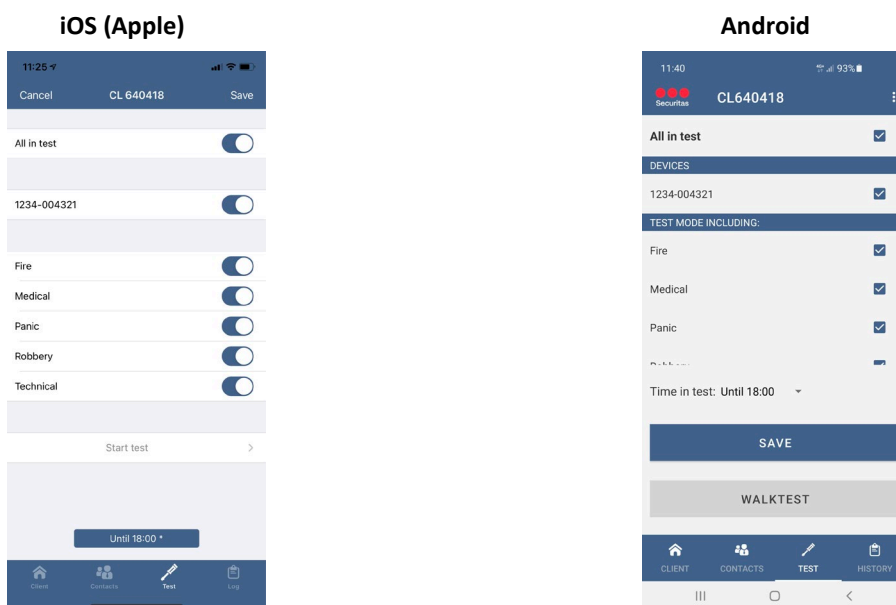 iOS (Apple)
11:25
Cancel CL 640418 Save
All in test
1234-004321
Fire
Medical
Panic
Robbery
Technical
Start test
Until 18:00 *
Client Contacts Test Log
Android
11:40 93%
Securitas CL640418
All in test
DEVICES
1234-004321
TEST MODE INCLUDING:
Fire
Medical
Panic
Robbery
Time in test: Until 18:00
SAVE
WALKTEST
CLIENT CONTACTS TEST HISTORY